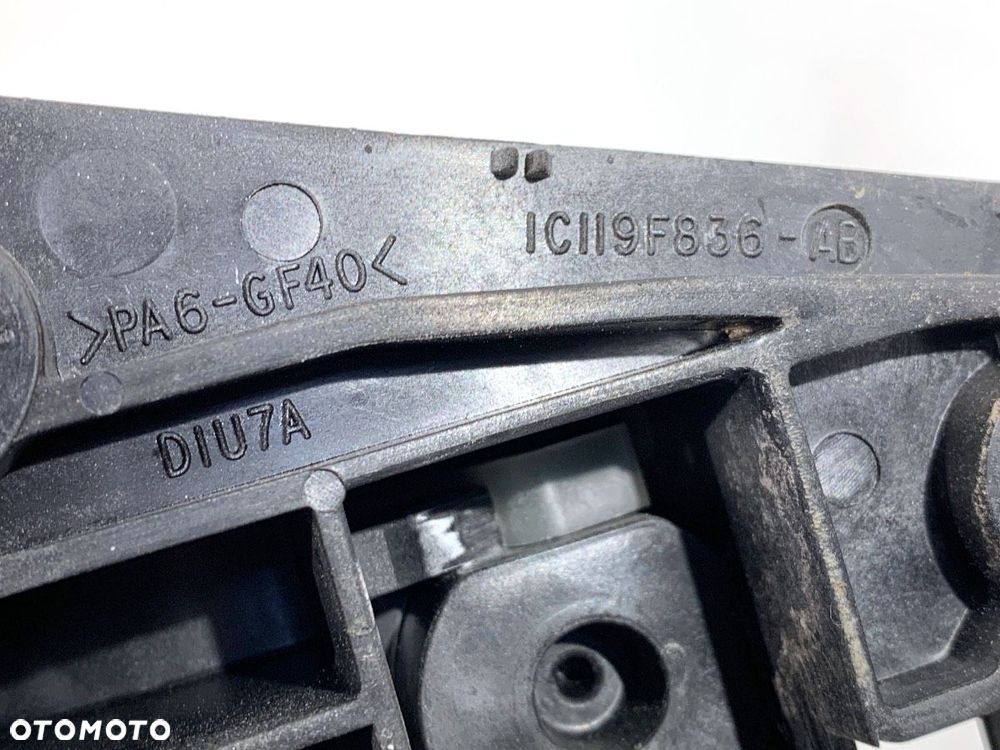 1C119F836-AB
>PA6-GF40<
D1U7A
OTOMOTO